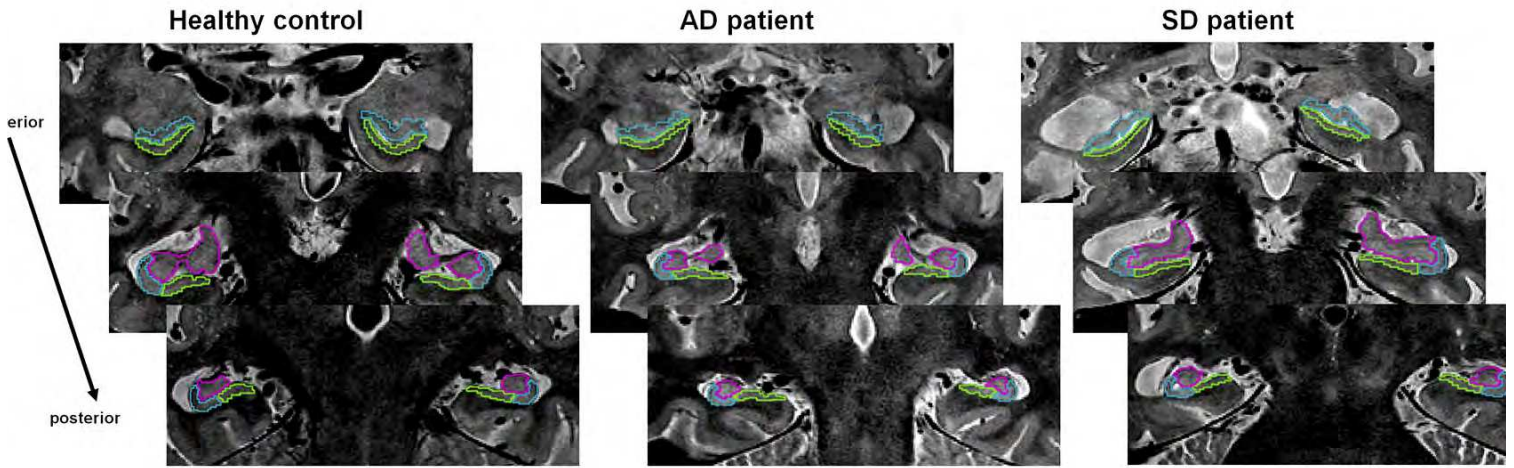 Healthy control
AD patient
SD patient
erior
posterior